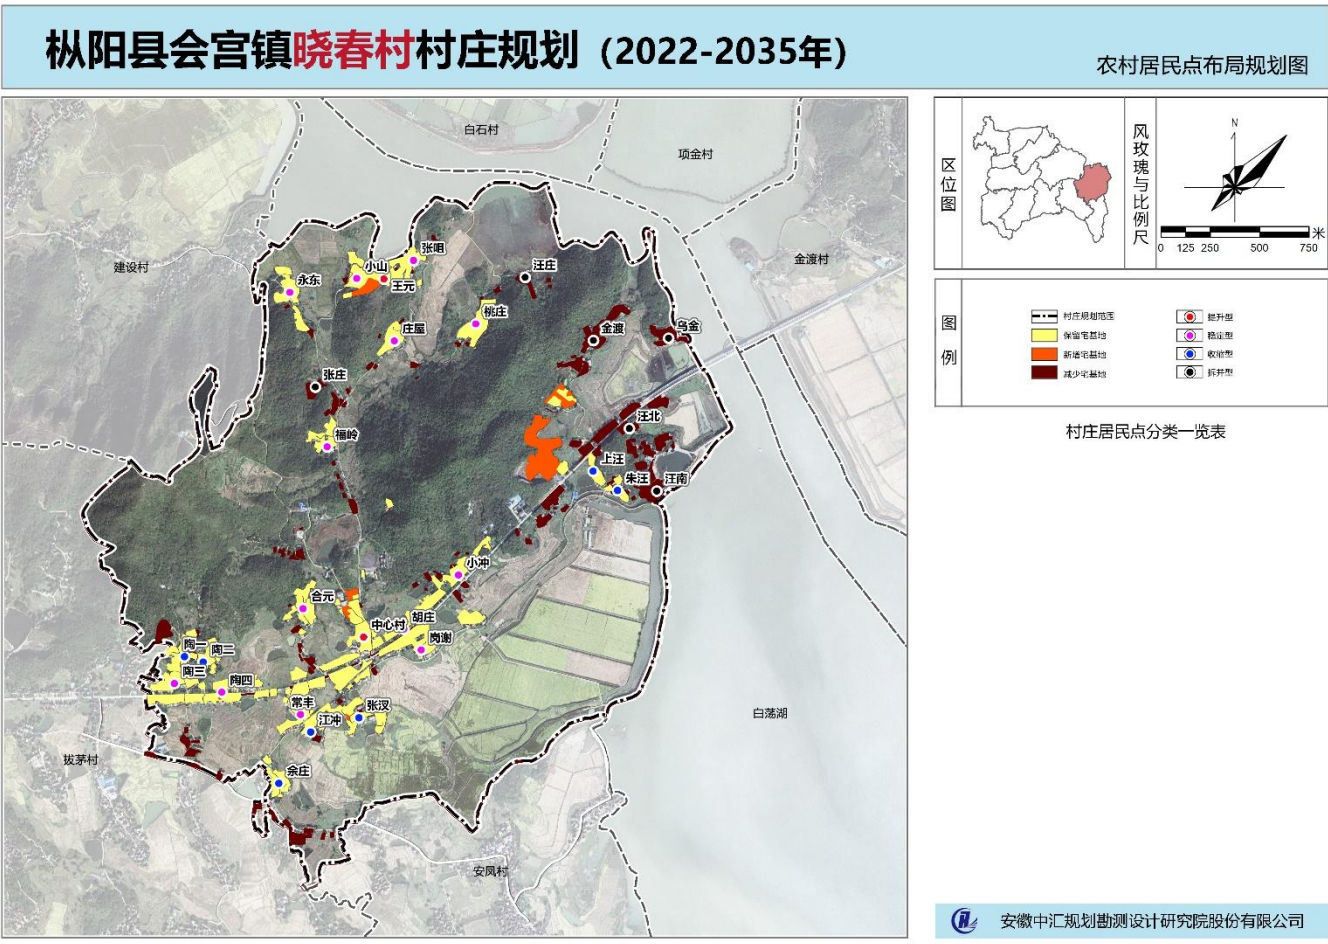 枞阳县会宫镇晓春村村庄规划（2022-2035年）
农村居民点布局规划图
白石村
项金村
建设村
金渡村
张咀
小山
王元
永东
汪庄
桃庄
庄屋
金渡
乌金
张庄
汪北
福岭
上汪
朱汪
汪南
小冲
合元
胡庄
中心村
岗谢
陶一
陶二
陶三
陶四
常丰
张汊
江冲
余庄
拔茅村
白荡湖
安凤村
区位图
风玫瑰与比例尺
N
米
0 125 250 500 750
图例
村庄规划范围
保留宅基地
新增宅基地
减少宅基地
提升型
稳定型
收缩型
拆并型
村庄居民点分类一览表
安徽中汇规划勘测设计研究院股份有限公司